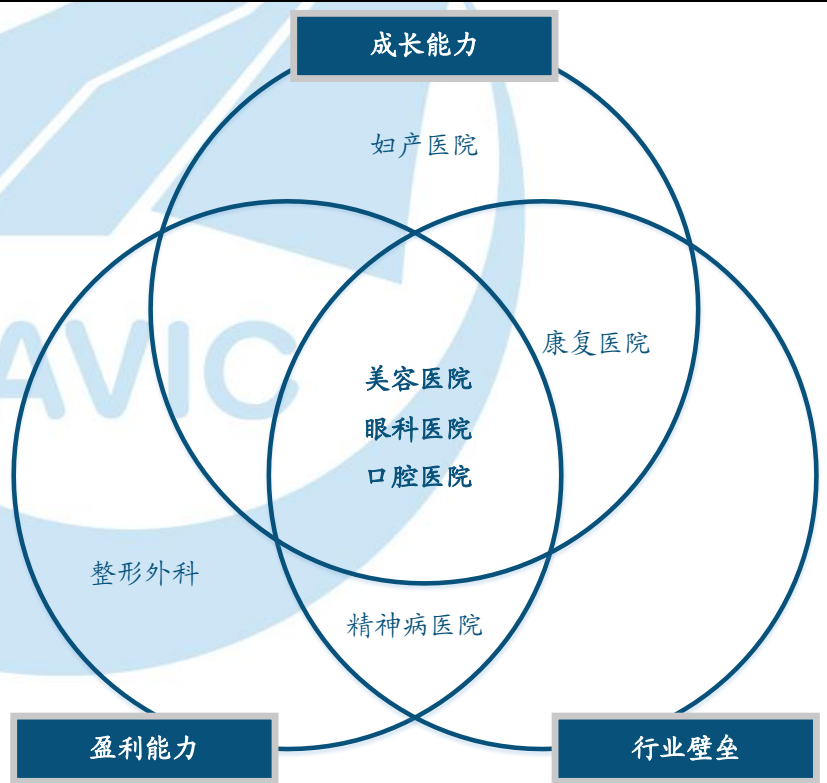 成长能力
妇产医院
康复医院
AVIC
美容医院
眼科医院
口腔医院
整形外科
精神病医院
盈利能力
行业壁垒